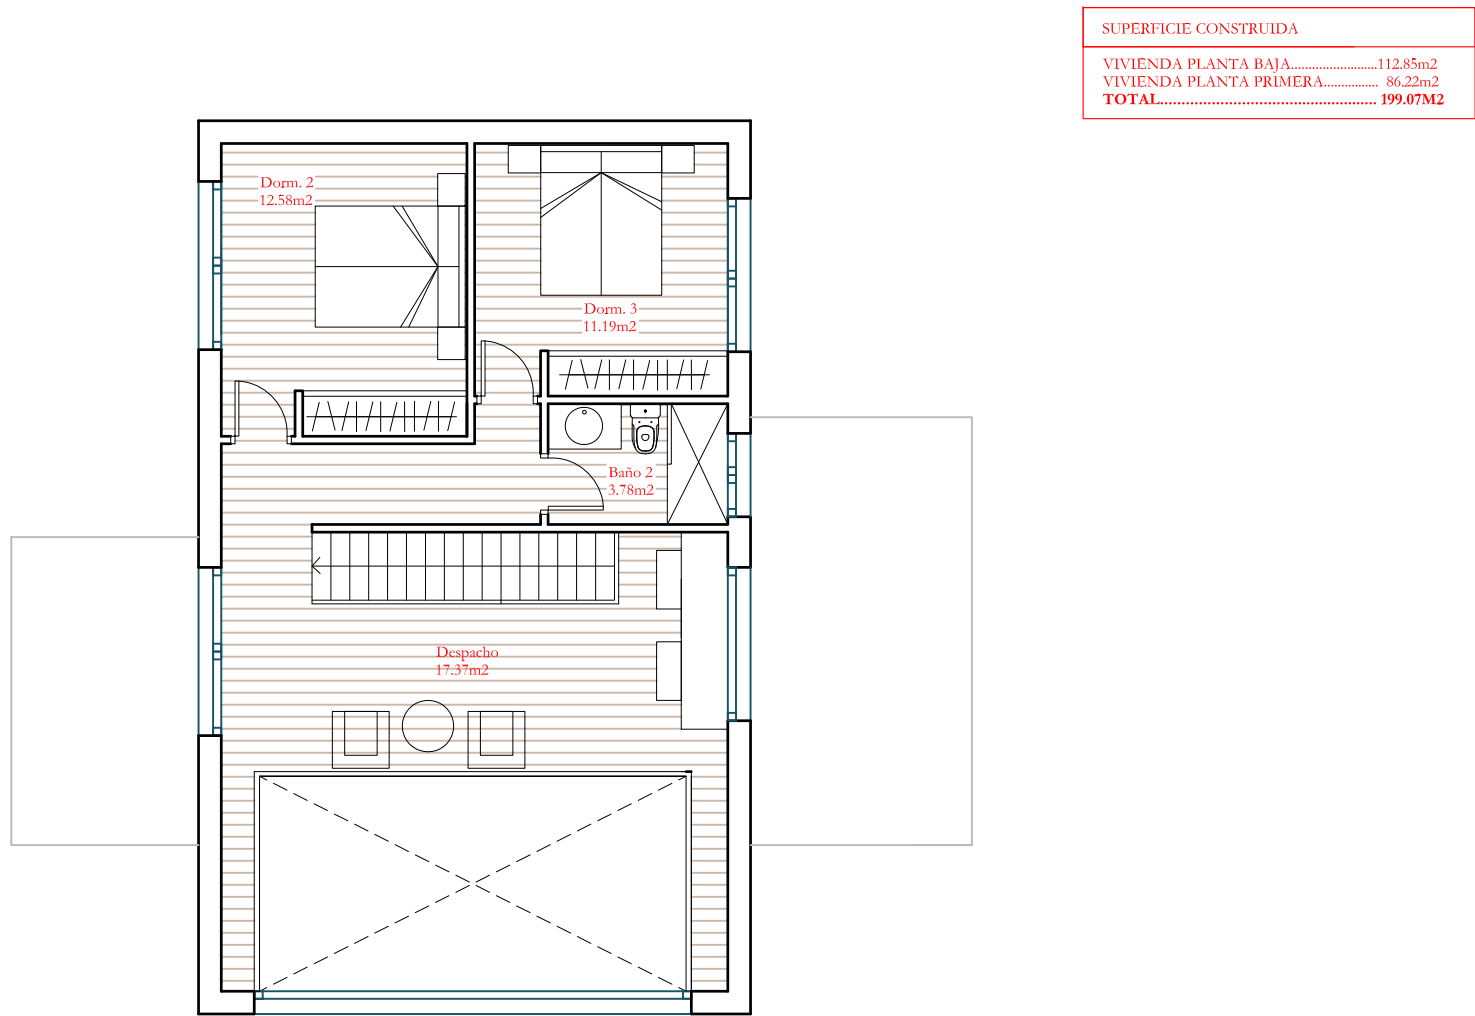 SUPERFICIE CONSTRUIDA
VIVIENDA PLANTA BAJA........................112.85m2
VIVIENDA PLANTA PRIMERA............... 86.22m2
TOTAL.................................................. 199.07M2
Dorm. 2
12.58m2
Dorm. 3
11.19m2
Baño 2
3.78m2
Despacho
17.37m2